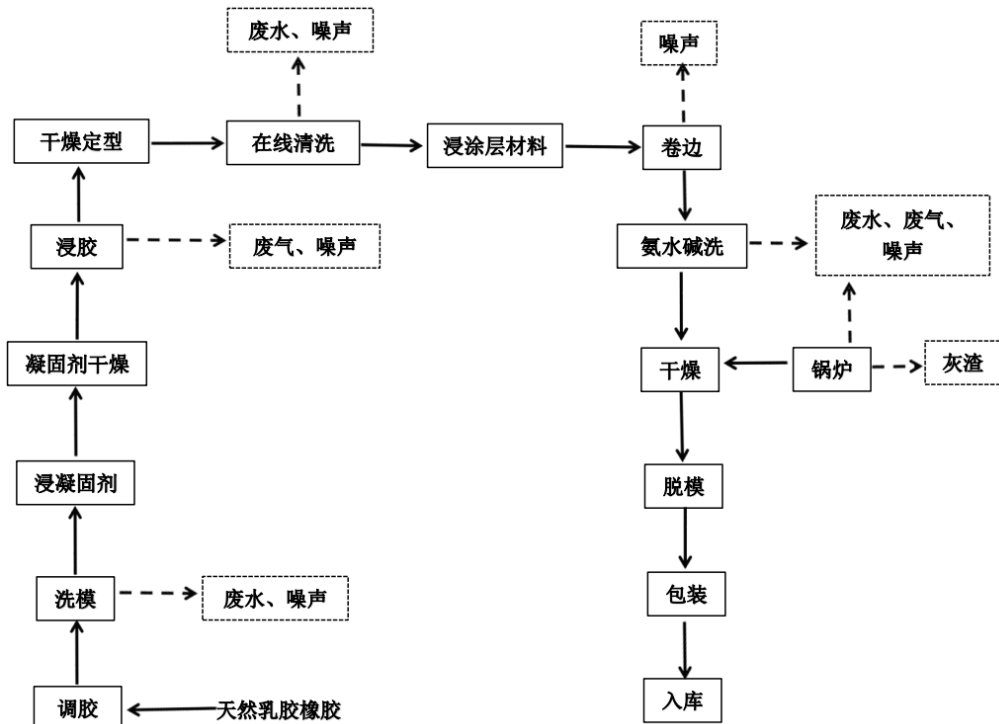 废水、噪声
噪声
干燥定型
在线清洗
浸涂层材料
卷边
浸胶
废气、噪声
氨水碱洗
废水、废气、
噪声
凝固剂干燥
干燥
锅炉
灰渣
浸凝固剂
脱模
洗模
废水、噪声
包装
调胶
天然乳胶橡胶
入库